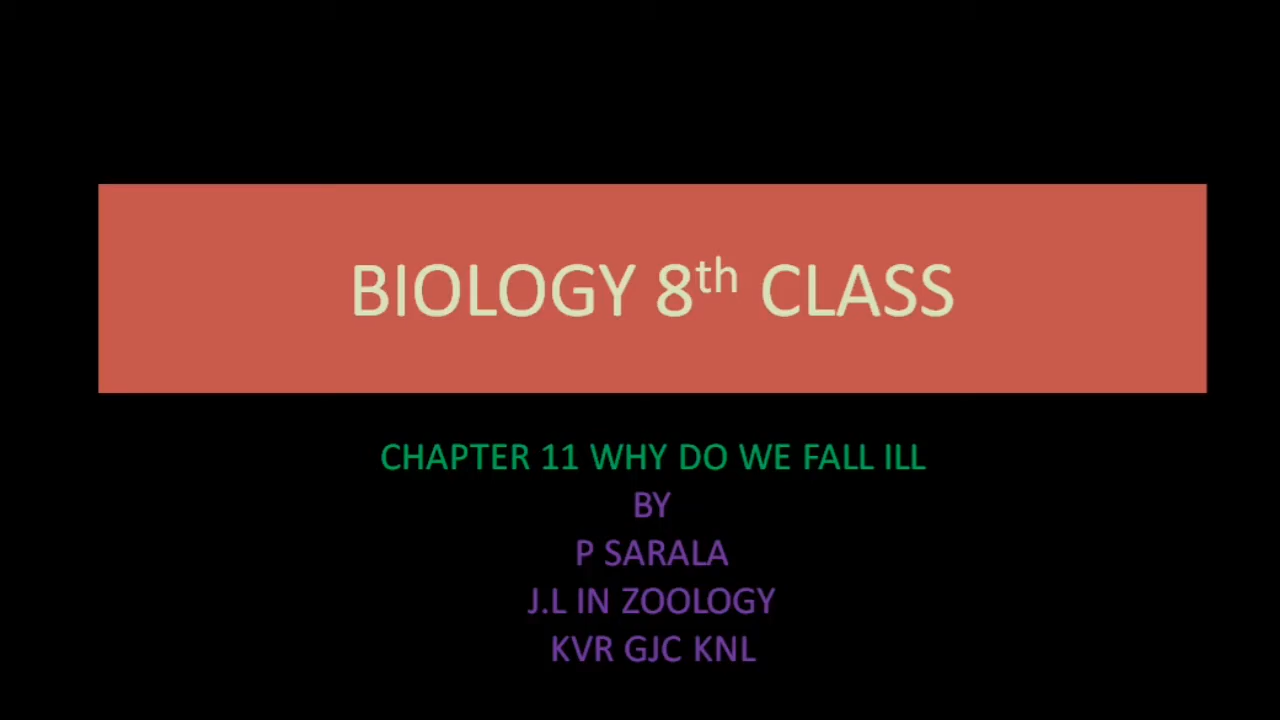 BIOLOGY 8th CLASS
CHAPTER 11 WHY DO WE FALL ILL
BY
P SARALA
J.L IN ZOOLOGY
KVR GJC KNL